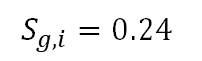 S_{g,i} = 0.24